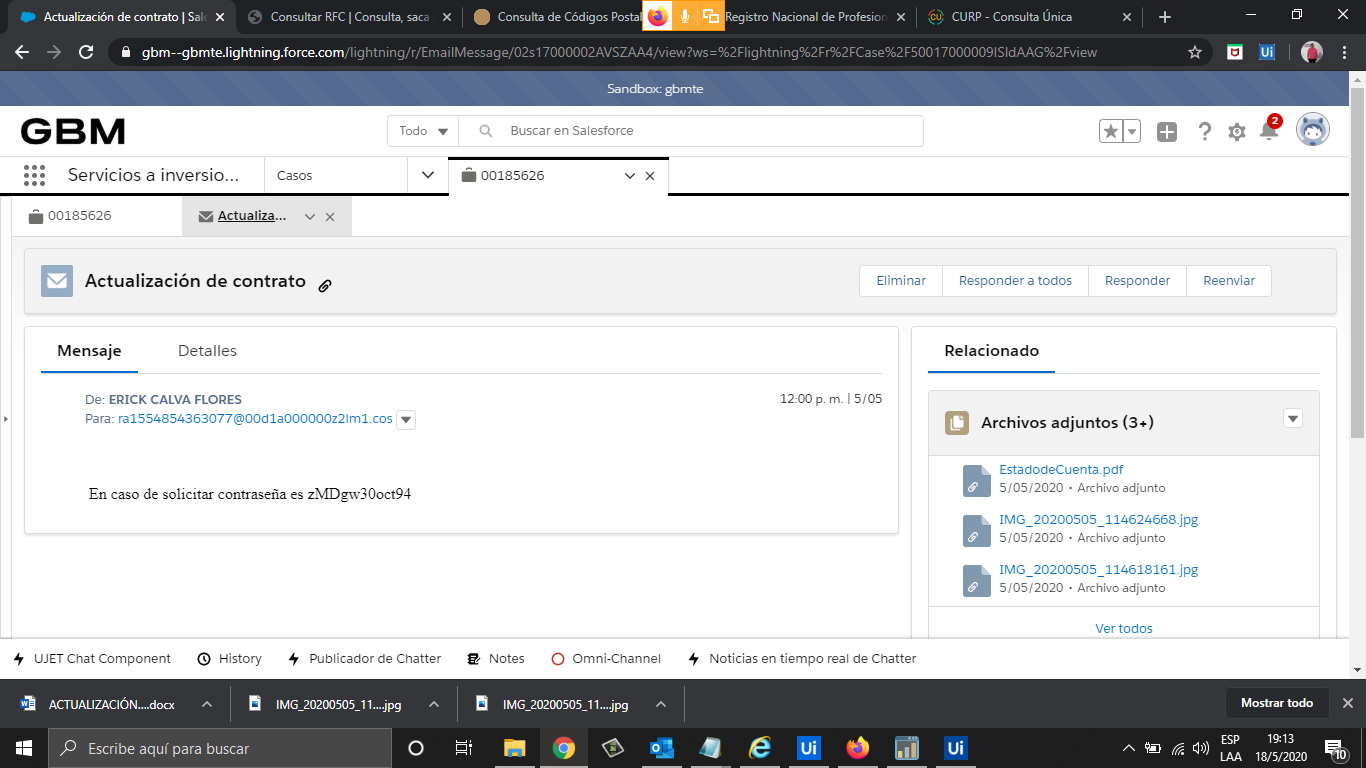 Actualización de contrato | Sale
Consultar RFC | Consulta, saca
Consulta de Códigos Postal
Registro Nacional de Profesion
CURP - Consulta Única
gbm--gbmte.lightning.force.com/lightning/r/EmailMessage/02s17000002AVSZAA4/view?ws=%2Flightning%2Fr%2FCase%2F50017000009ISldAAG%2Fview
Ui
Sandbox: gbmte
GBM
Todo
Buscar en Salesforce
2
Servicios a inversio...
Casos
00185626
00185626
Actualiza...
Actualización de contrato
Eliminar
Responder a todos
Responder
Reenviar
Mensaje
Detalles
De: ERICK CALVA FLORES
12:00 p. m. | 5/05
Para: ra1554854363077@00d1a000000z2lm1.cos
En caso de solicitar contraseña es zMDgw30oct94
Relacionado
Archivos adjuntos (3+)
EstadodeCuenta.pdf
5/05/2020 • Archivo adjunto
IMG_20200505_114624668.jpg
5/05/2020 • Archivo adjunto
IMG_20200505_114618161.jpg
5/05/2020 • Archivo adjunto
Ver todos
UJET Chat Component
History
Publicador de Chatter
Notes
Omni-Channel
Noticias en tiempo real de Chatter
ACTUALIZACIÓN....docx
IMG_20200505_11....jpg
IMG_20200505_11....jpg
Mostrar todo
Escribe aquí para buscar
Ui
Ui
ESP
LAA
19:13
18/5/2020
10